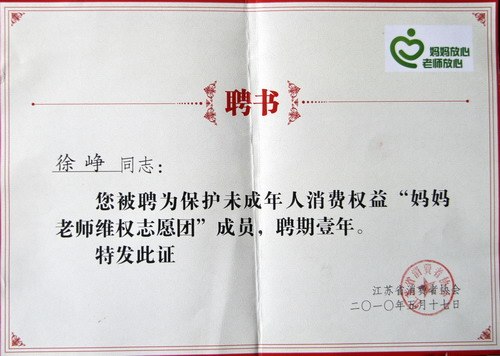 妈妈放心
老师放心
聘书
徐峥 同志：
您被聘为保护未成年人消费权益“妈妈
老师维权志愿团”成员，聘期壹年。
特发此证
江苏省消费者协会
二〇一〇年五月十七日